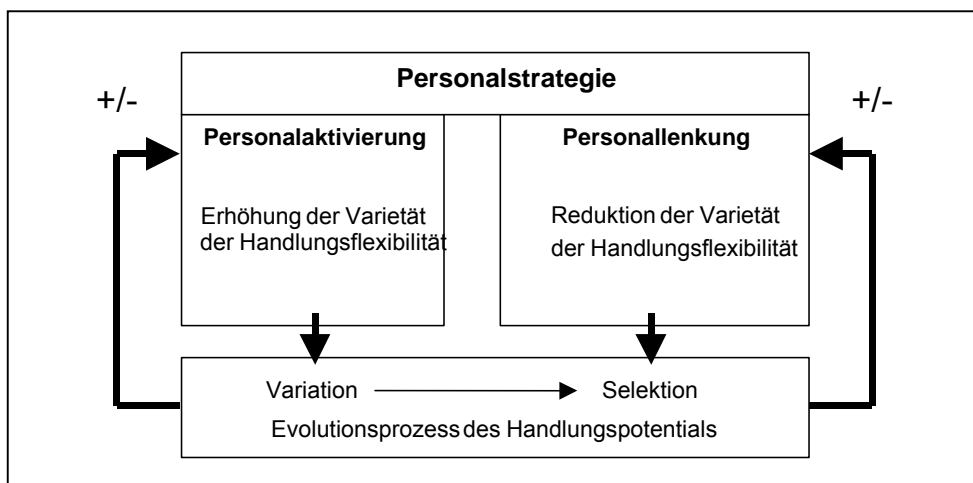 Personalstrategie
+/-
+/-
Personalaktivierung
Personallenkung
Erhöhung der Varietät
der Handlungsflexibilität
Reduktion der Varietät
der Handlungsflexibilität
Variation
Selektion
Evolutionsprozess des Handlungspotentials